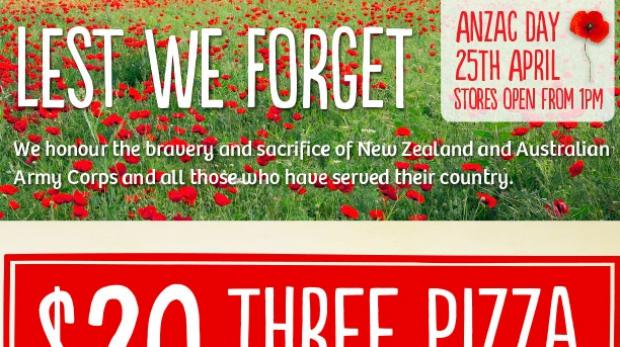 LEST WE FORGET
ANZAC DAY
25TH APRIL
STORES OPEN FROM 1PM
We honour the bravery and sacrifice of New Zealand and Australian
Army Corps and all those who have served their country.
$20 THREE PIZZA